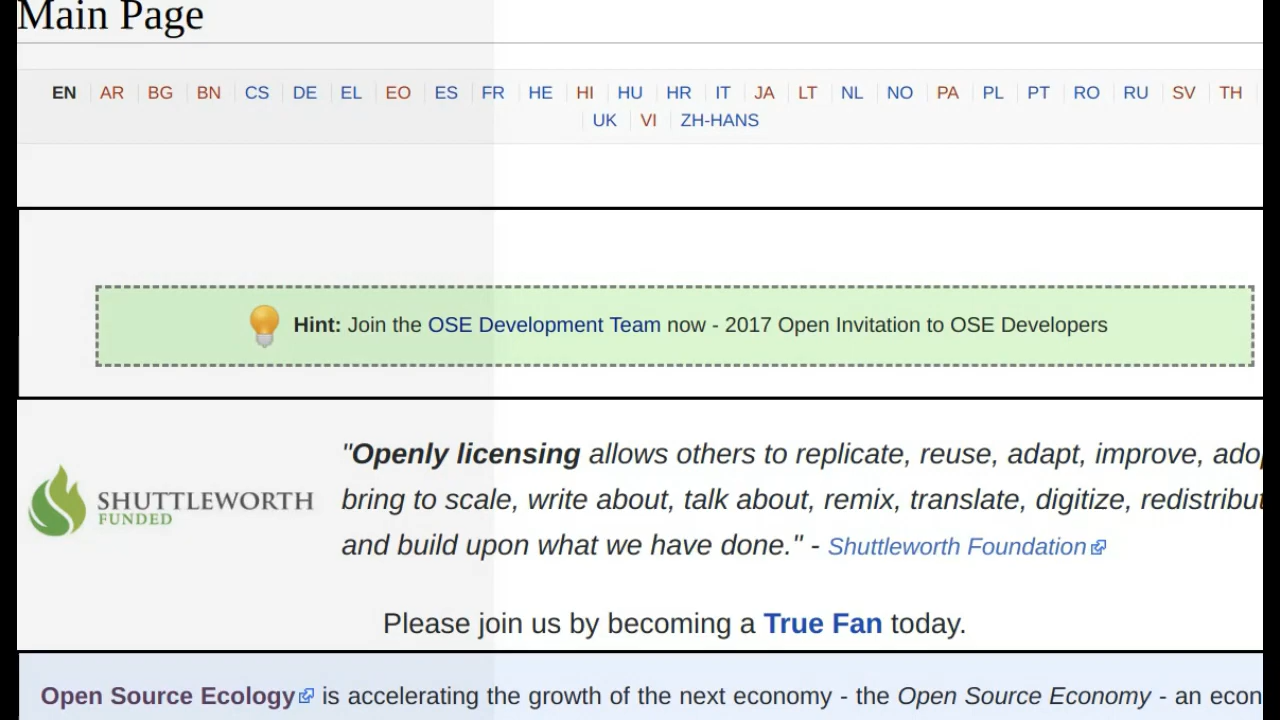 Main Page
EN AR BG BN CS DE EL EO ES FR HE HI HU HR IT JA LT NL NO PA PL PT RO RU SV TH
UK VI ZH-HANS
Hint: Join the OSE Development Team now - 2017 Open Invitation to OSE Developers
"Openly licensing allows others to replicate, reuse, adapt, improve,
SHUTTLEWORTH
FUNDED
bring to scale, write about, talk about, remix, translate, digitize,
and build upon what we have done." - Shuttleworth Foundation
Please join us by becoming a True Fan today.
Open Source Ecology is accelerating the growth of the next economy - the Open Source Economy - an